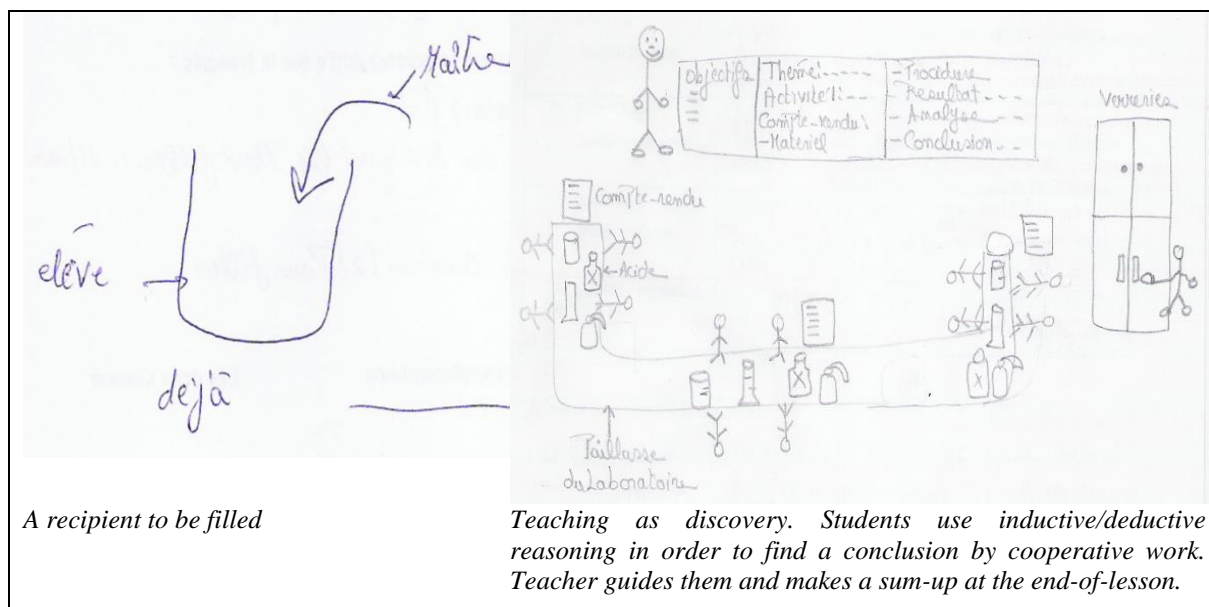 Maître
élève
déjà
objectifs
Thème:-----
Activité1:---
Compte-rendu:
-Matériel
-Procédure
-Résultat---
-Analyse
-Conclusion--
Verreries
Compte-rendu
Acide
Paillasse
du Laboratoire
A recipient to be filled
Teaching as discovery. Students use inductive/deductive
reasoning in order to find a conclusion by cooperative work.
Teacher guides them and makes a sum-up at the end-of-lesson.